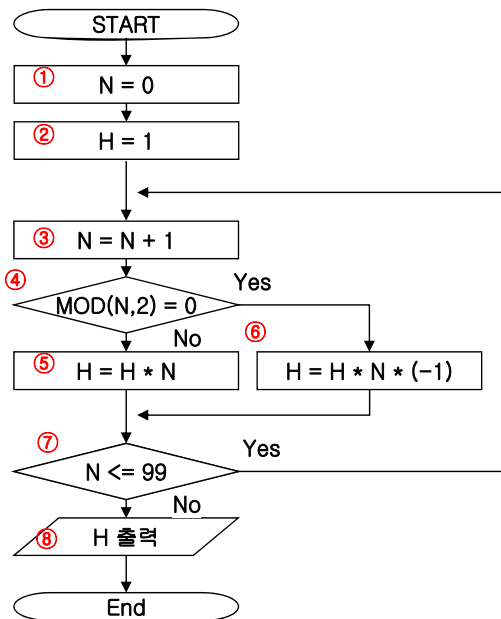 START
① N = 0
② H = 1
③ N = N + 1
④ MOD(N,2) = 0
Yes
No
⑤ H = H * N
⑥ H = H * N * (-1)
⑦ N <= 99
Yes
No
⑧ H 출력
End